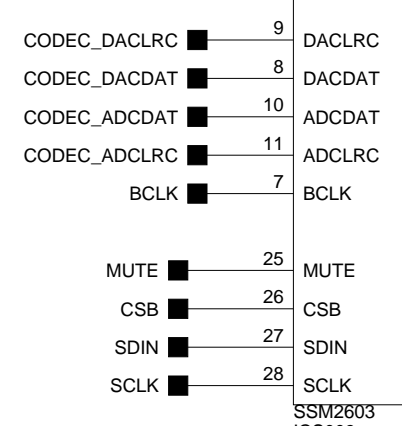 CODEC_DACLRC 9 DACLRC
CODEC_DACDAT 8 DACDAT
CODEC_ADCDAT 10 ADCDAT
CODEC_ADCLRC 11 ADCLRC
BCLK 7 BCLK
MUTE 25 MUTE
CSB 26 CSB
SDIN 27 SDIN
SCLK 28 SCLK
SSM2603